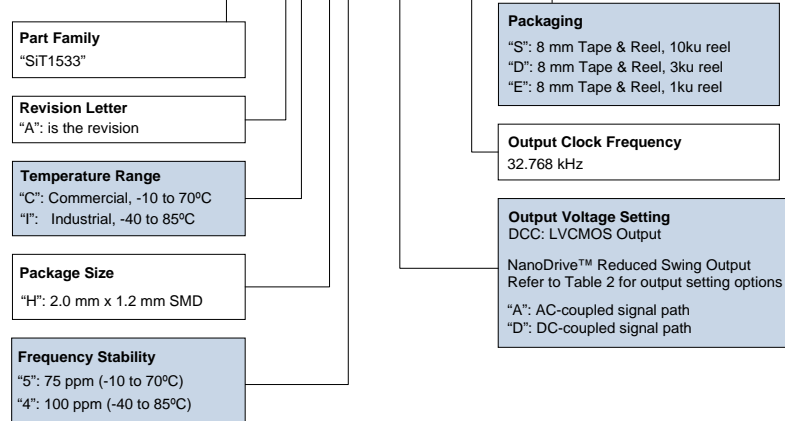 Part Family
“SiT1533”
Revision Letter
“A”: is the revision
Temperature Range
“C”: Commercial, -10 to 70ºC
“I”: Industrial, -40 to 85ºC
Package Size
“H”: 2.0 mm x 1.2 mm SMD
Frequency Stability
“5”: 75 ppm (-10 to 70ºC)
“4”: 100 ppm (-40 to 85ºC)
Packaging
“S”: 8 mm Tape & Reel, 10ku reel
“D”: 8 mm Tape & Reel, 3ku reel
“E”: 8 mm Tape & Reel, 1ku reel
Output Clock Frequency
32.768 kHz
Output Voltage Setting
DCC: LVCMOS Output
NanoDrive™ Reduced Swing Output
Refer to Table 2 for output setting options
“A”: AC-coupled signal path
“D”: DC-coupled signal path